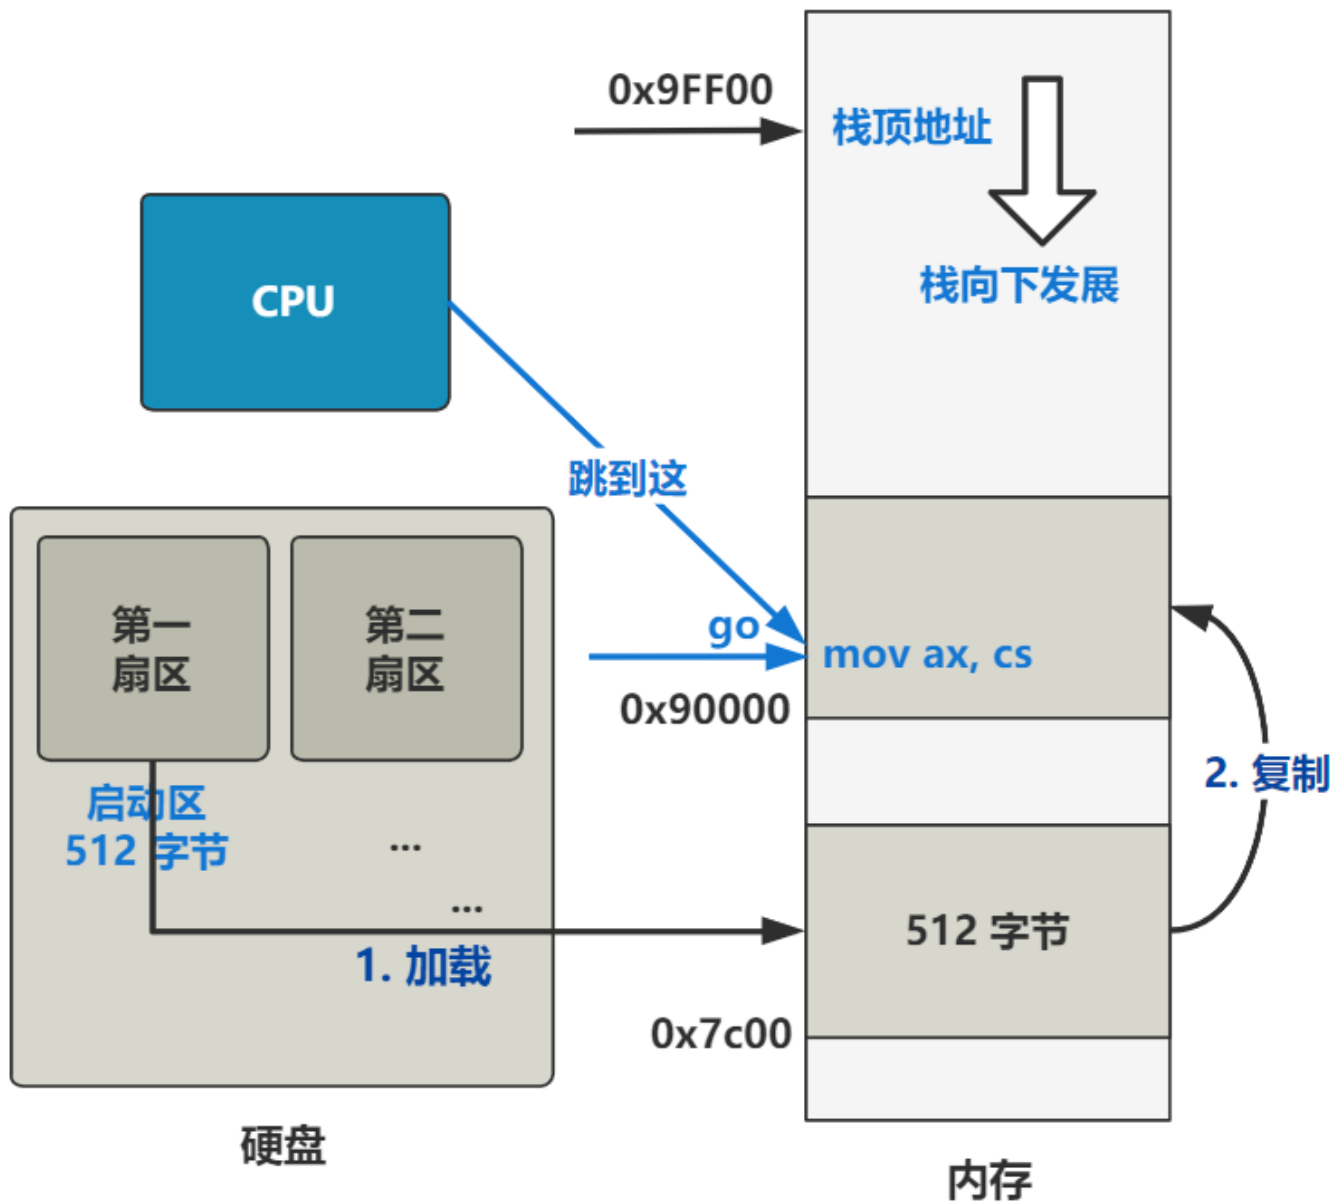 0x9FF00
栈顶地址
栈向下发展
CPU
跳到这
go
mov ax, cs
0x90000
第一
扇区
第二
扇区
启动区
512 字节
...
...
1. 加载
2. 复制
512 字节
0x7c00
硬盘
内存